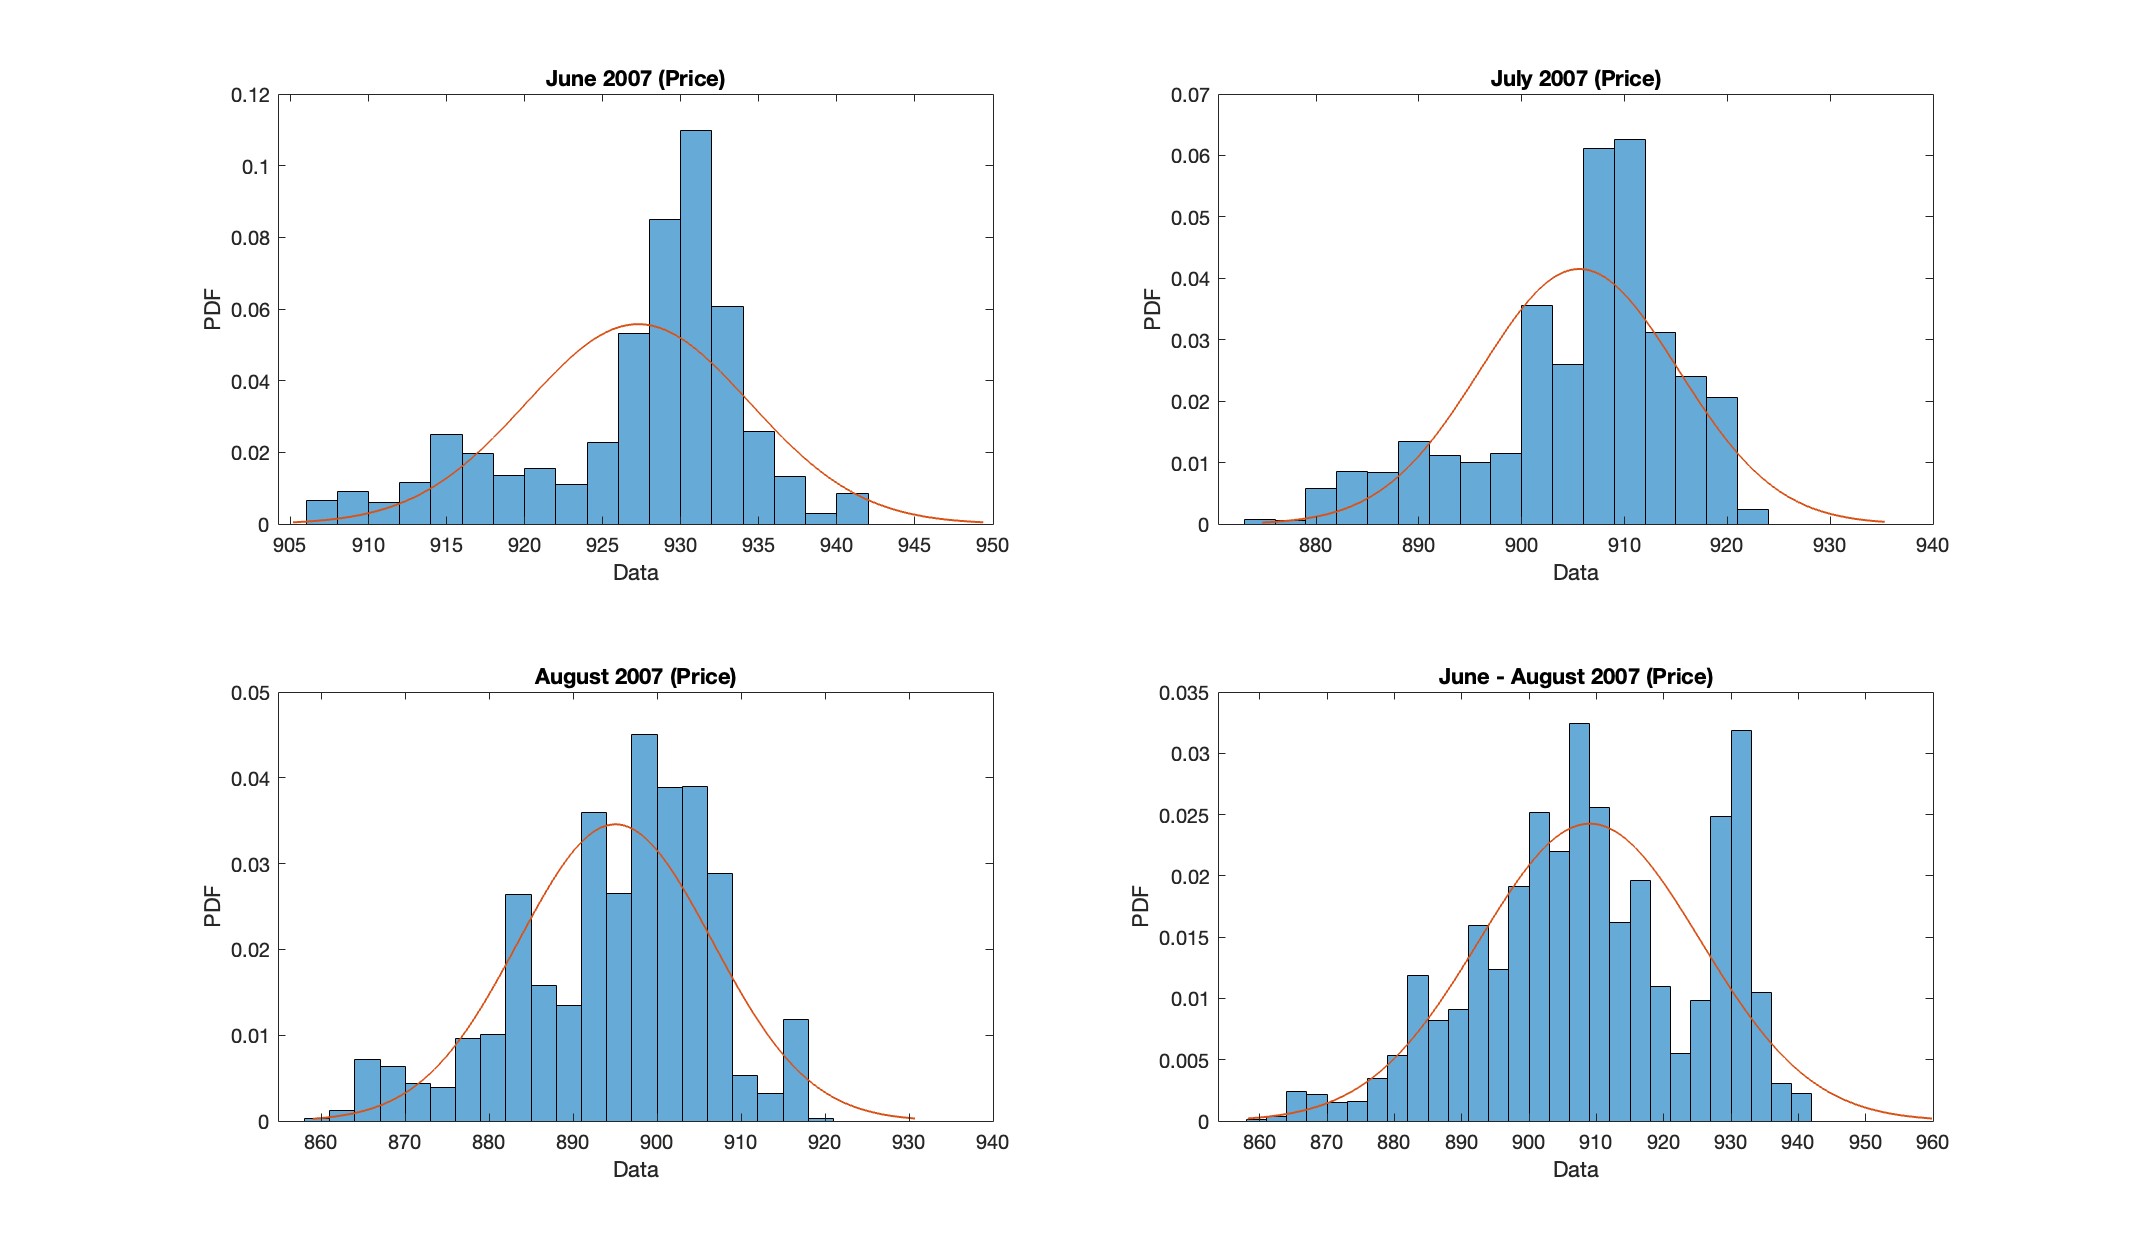 June 2007 (Price)
0.12
0.1
0.08
0.06
0.04
0.02
0
PDF
905 910 915 920 925 930 935 940 945 950
Data
July 2007 (Price)
0.07
0.06
0.05
0.04
0.03
0.02
0.01
0
PDF
880 890 900 910 920 930 940
Data
August 2007 (Price)
0.05
0.04
0.03
0.02
0.01
0
PDF
860 870 880 890 900 910 920 930 940
Data
June - August 2007 (Price)
0.035
0.03
0.025
0.02
0.015
0.01
0.005
0
PDF
860 870 880 890 900 910 920 930 940 950 960
Data